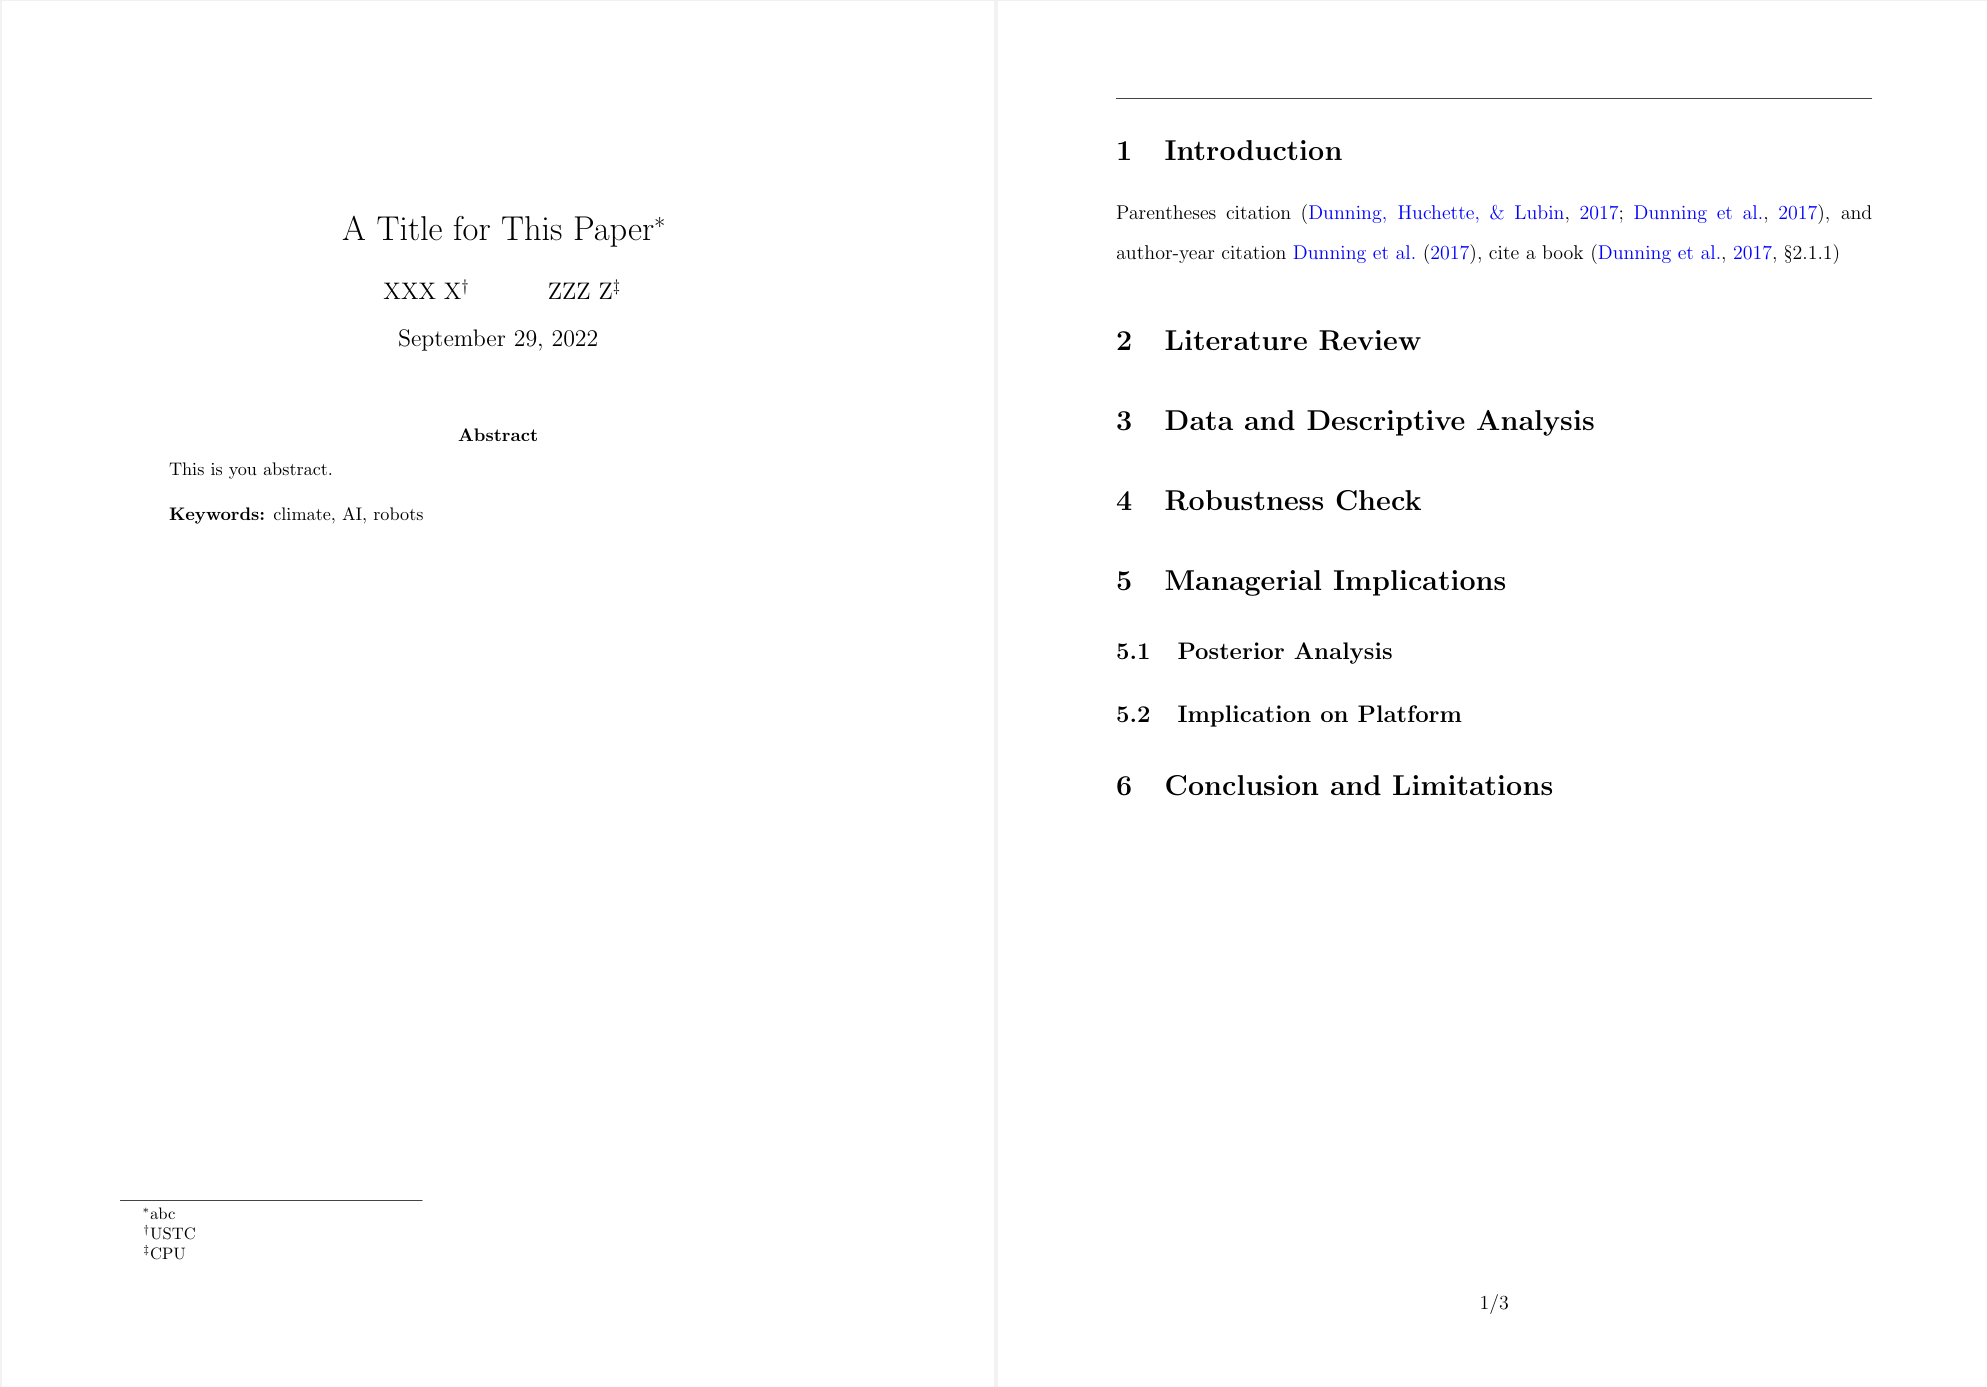 A Title for This Paper*
XXX X† ZZZ Z‡
September 29, 2022
Abstract
This is you abstract.
Keywords: climate, AI, robots
*abc
†USTC
‡CPU
1 Introduction
Parentheses citation (Dunning, Huchette, & Lubin, 2017; Dunning et al., 2017), and
author-year citation Dunning et al. (2017), cite a book (Dunning et al., 2017, §2.1.1)
2 Literature Review
3 Data and Descriptive Analysis
4 Robustness Check
5 Managerial Implications
5.1 Posterior Analysis
5.2 Implication on Platform
6 Conclusion and Limitations
1/3